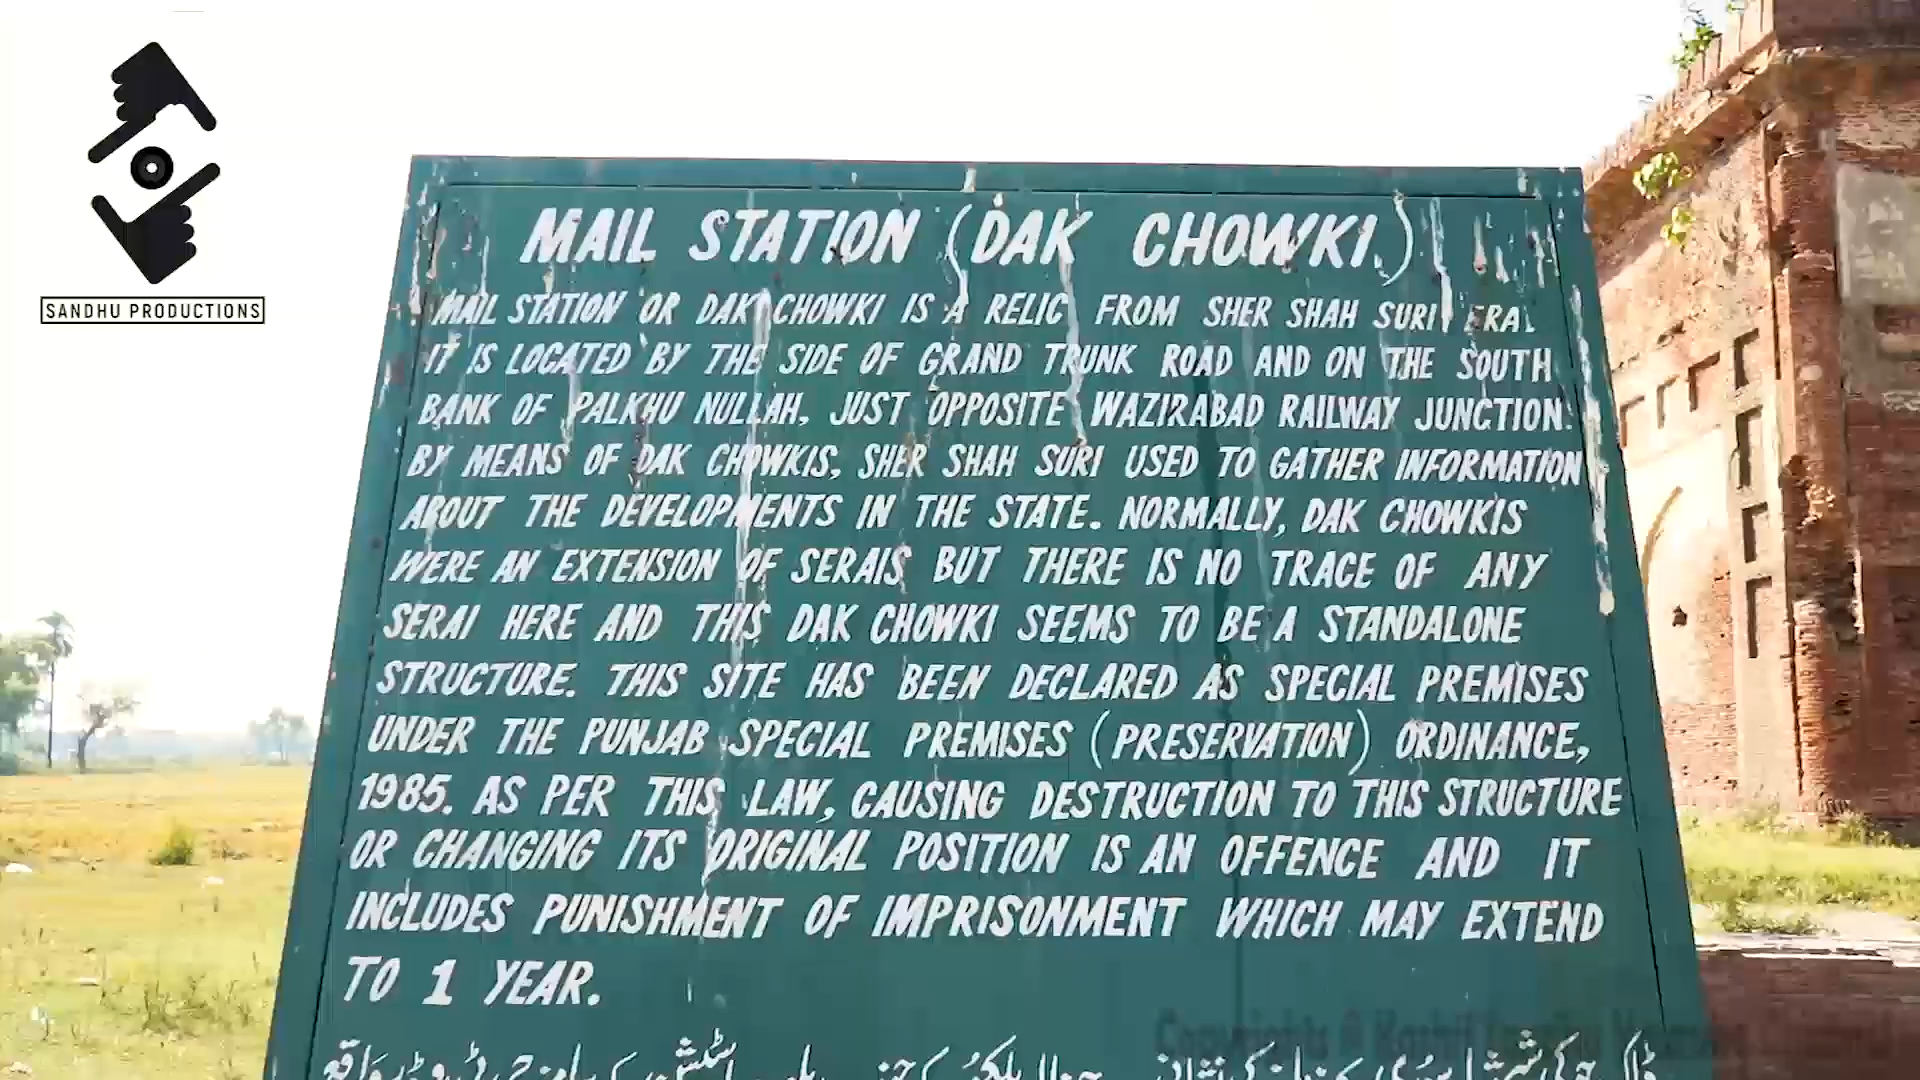 SANDHU PRODUCTIONS
MAIL STATION (DAK CHOWKI)
MAIL STATION OR DAK CHOWKI IS A RELIC FROM SHER SHAH SURI ERA.
IT IS LOCATED BY THE SIDE OF GRAND TRUNK ROAD AND ON THE SOUTH
BANK OF PALKHU NULLAH, JUST OPPOSITE WAZIRABAD RAILWAY JUNCTION.
BY MEANS OF DAK CHOWKIS, SHER SHAH SURI USED TO GATHER INFORMATION
ABOUT THE DEVELOPMENTS IN THE STATE. NORMALLY, DAK CHOWKIS
WERE AN EXTENSION OF SERAIS BUT THERE IS NO TRACE OF ANY
SERAI HERE AND THIS DAK CHOWKI SEEMS TO BE A STANDALONE
STRUCTURE. THIS SITE HAS BEEN DECLARED AS SPECIAL PREMISES
UNDER THE PUNJAB SPECIAL PREMISES (PRESERVATION) ORDINANCE,
1985. AS PER THIS LAW, CAUSING DESTRUCTION TO THIS STRUCTURE
OR CHANGING ITS ORIGINAL POSITION IS AN OFFENCE AND IT
INCLUDES PUNISHMENT OF IMPRISONMENT WHICH MAY EXTEND
TO 1 YEAR.
Copyrights ©